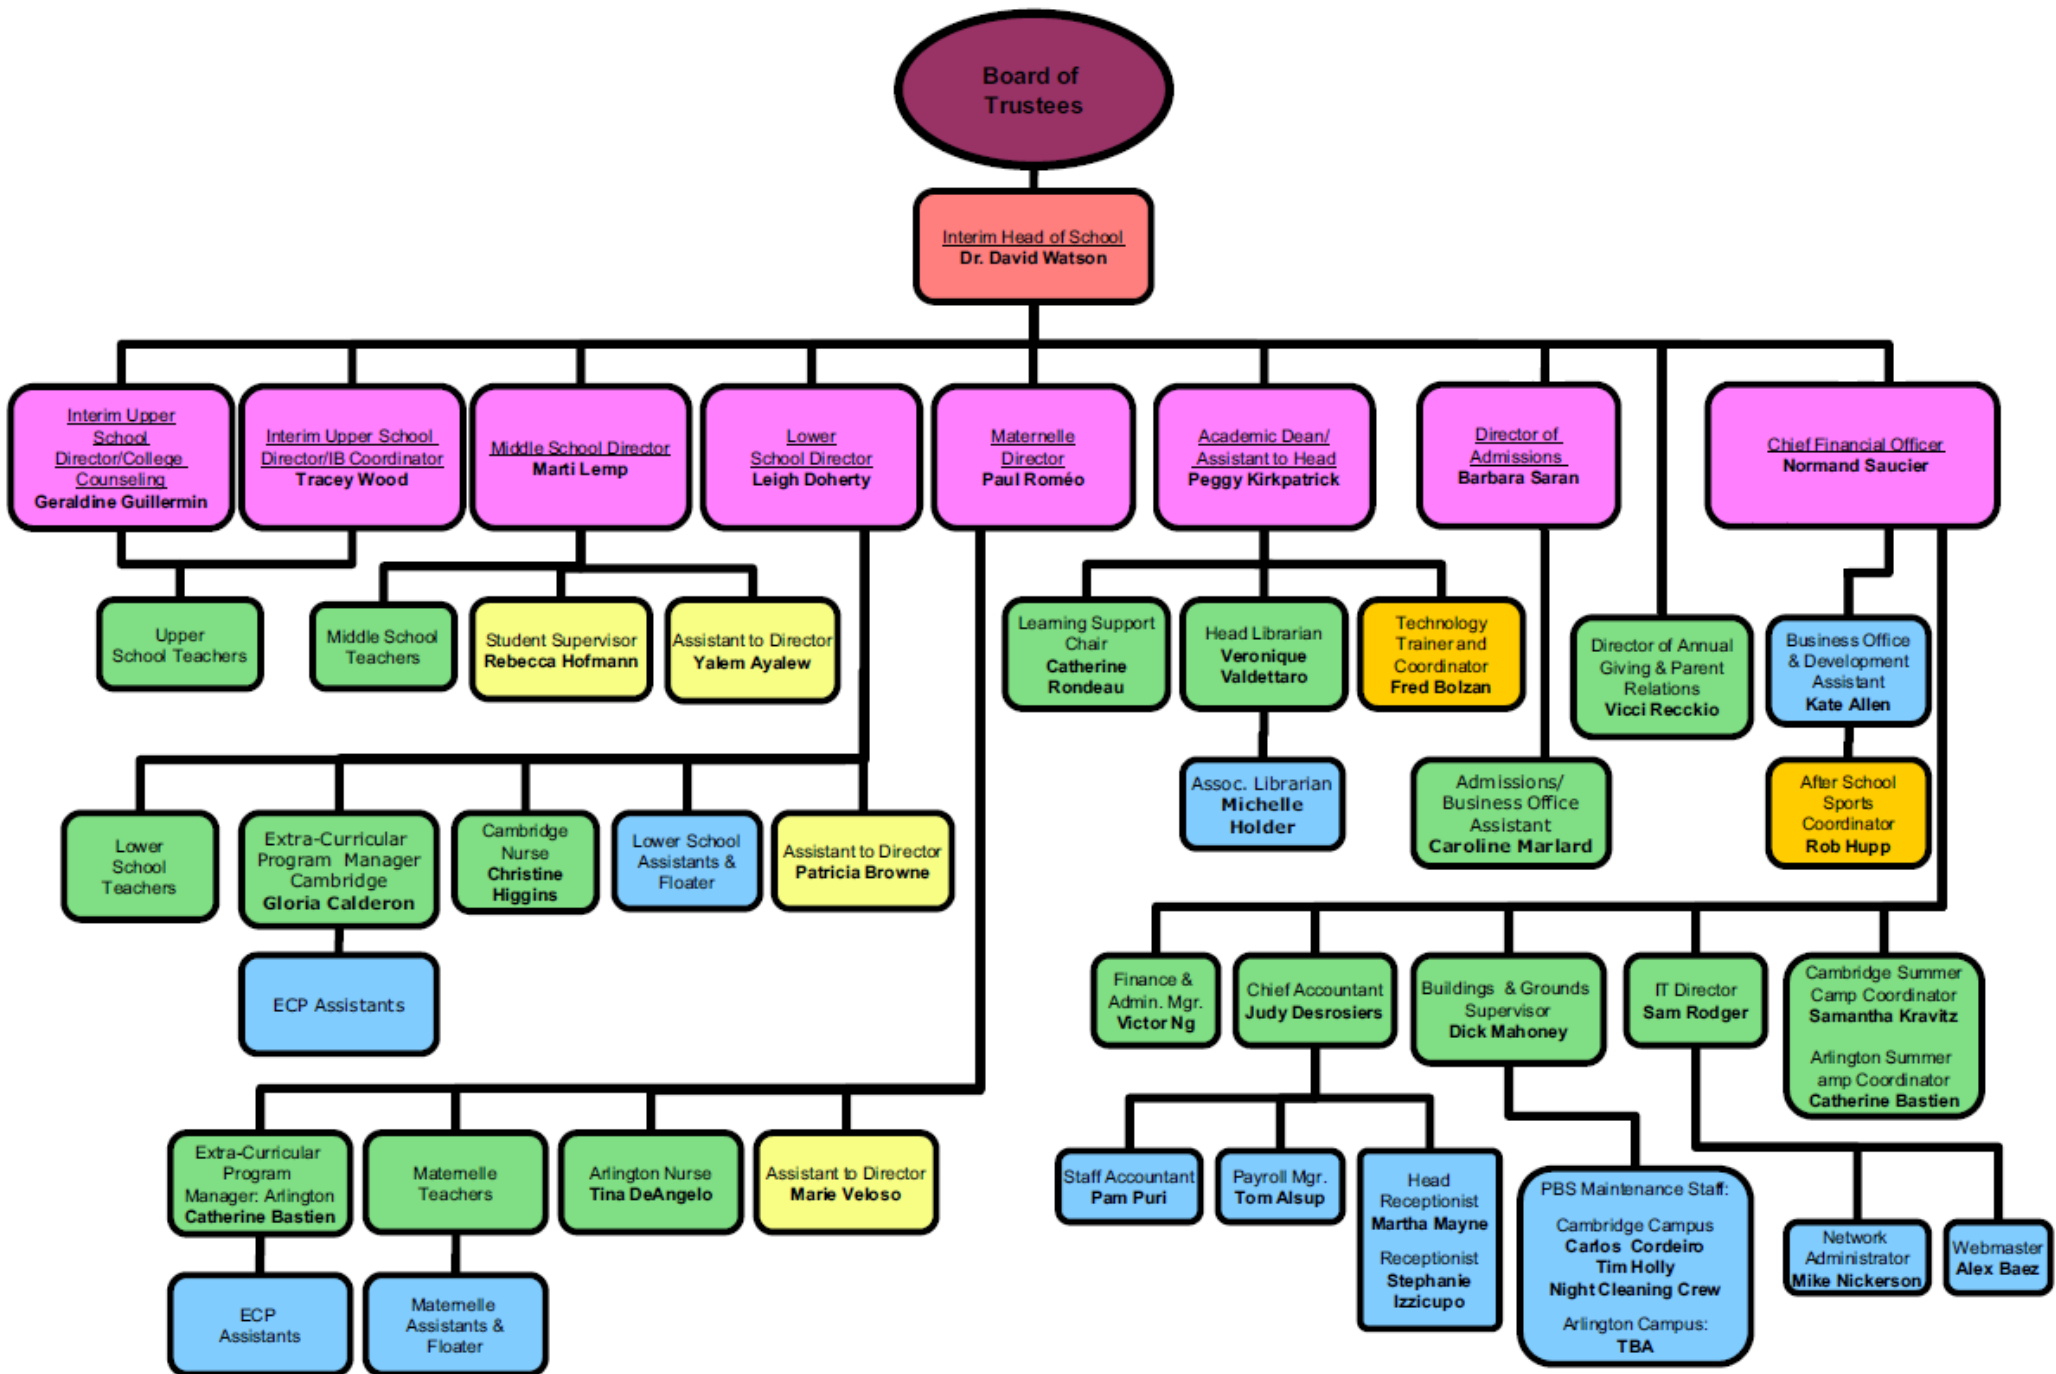 Board of
Trustees
Interim Head of School
Dr. David Watson
Interim Upper
School
Director/College
Counseling
Geraldine Guillermin
Interim Upper School
Director/IB Coordinator
Tracey Wood
Middle School Director
Marti Lemp
Lower
School Director
Leigh Doherty
Maternelle
Director
Paul Roméo
Academic Dean/
Assistant to Head
Peggy Kirkpatrick
Director of
Admissions
Barbara Saran
Chief Financial Officer
Normand Saucier
Upper
School Teachers
Middle School
Teachers
Student Supervisor
Rebecca Hofmann
Assistant to Director
Yalem Ayalew
Learning Support
Chair
Catherine
Rondeau
Head Librarian
Veronique
Valdettaro
Technology
Trainer and
Coordinator
Fred Bolzan
Director of Annual
Giving & Parent
Relations
Vicci Recckio
Business Office
& Development
Assistant
Kate Allen
Assoc. Librarian
Michelle
Holder
Admissions/
Business Office
Assistant
Caroline Marlard
After School
Sports
Coordinator
Rob Hupp
Lower
School
Teachers
Extra-Curricular
Program Manager
Cambridge
Gloria Calderon
Cambridge
Nurse
Christine
Higgins
Lower School
Assistants &
Floater
Assistant to Director
Patricia Browne
ECP Assistants
Finance &
Admin. Mgr.
Victor Ng
Chief Accountant
Judy Desrosiers
Buildings & Grounds
Supervisor
Dick Mahoney
IT Director
Sam Rodger
Cambridge Summer
Camp Coordinator
Samantha Kravitz
Arlington Summer
amp Coordinator
Catherine Bastien
Extra-Curricular
Program
Manager: Arlington
Catherine Bastien
Maternelle
Teachers
Arlington Nurse
Tina DeAngelo
Assistant to Director
Marie Veloso
Staff Accountant
Pam Puri
Payroll Mgr.
Tom Alsup
Head
Receptionist
Martha Mayne
Receptionist
Stephanie
Izzicupo
PBS Maintenance Staff:
Cambridge Campus
Carlos Cordeiro
Tim Holly
Night Cleaning Crew
Arlington Campus:
TBA
Network
Administrator
Mike Nickerson
Webmaster
Alex Baez
ECP
Assistants
Maternelle
Assistants &
Floater